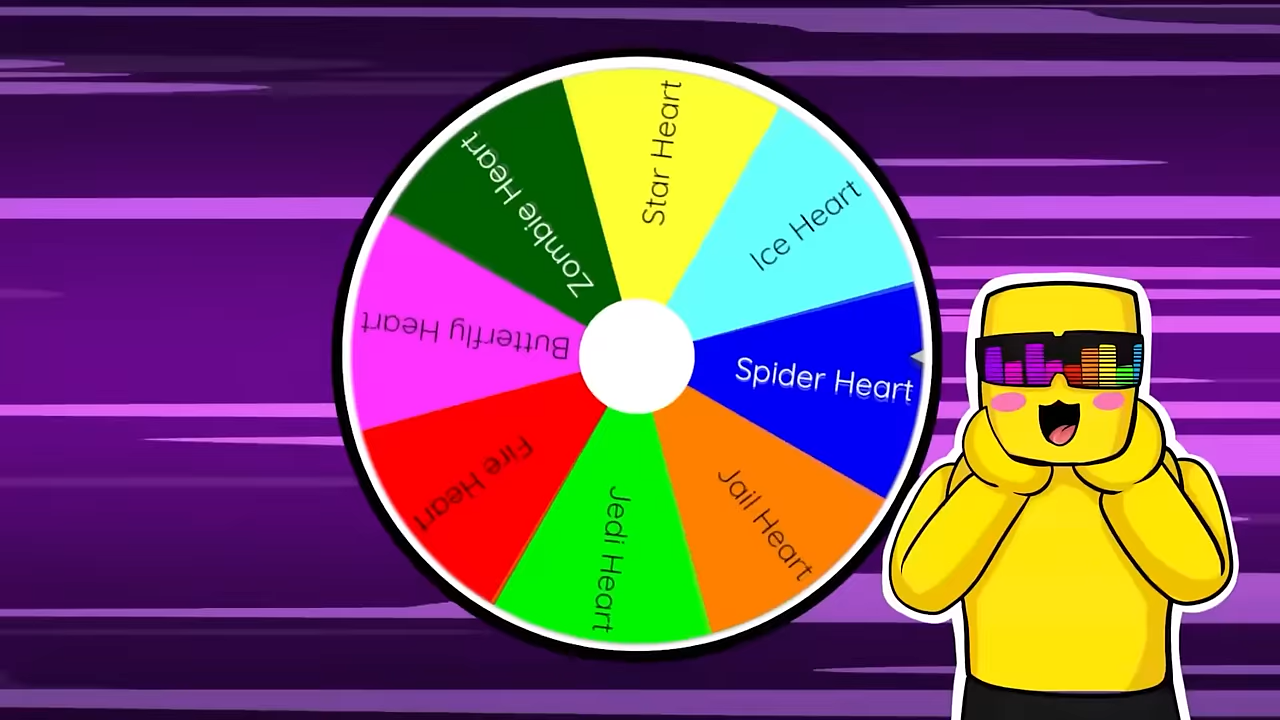 Star Heart
Ice Heart
Spider Heart
Jail Heart
Jedi Heart
Fire Heart
Butterfly Heart
Zombie Heart